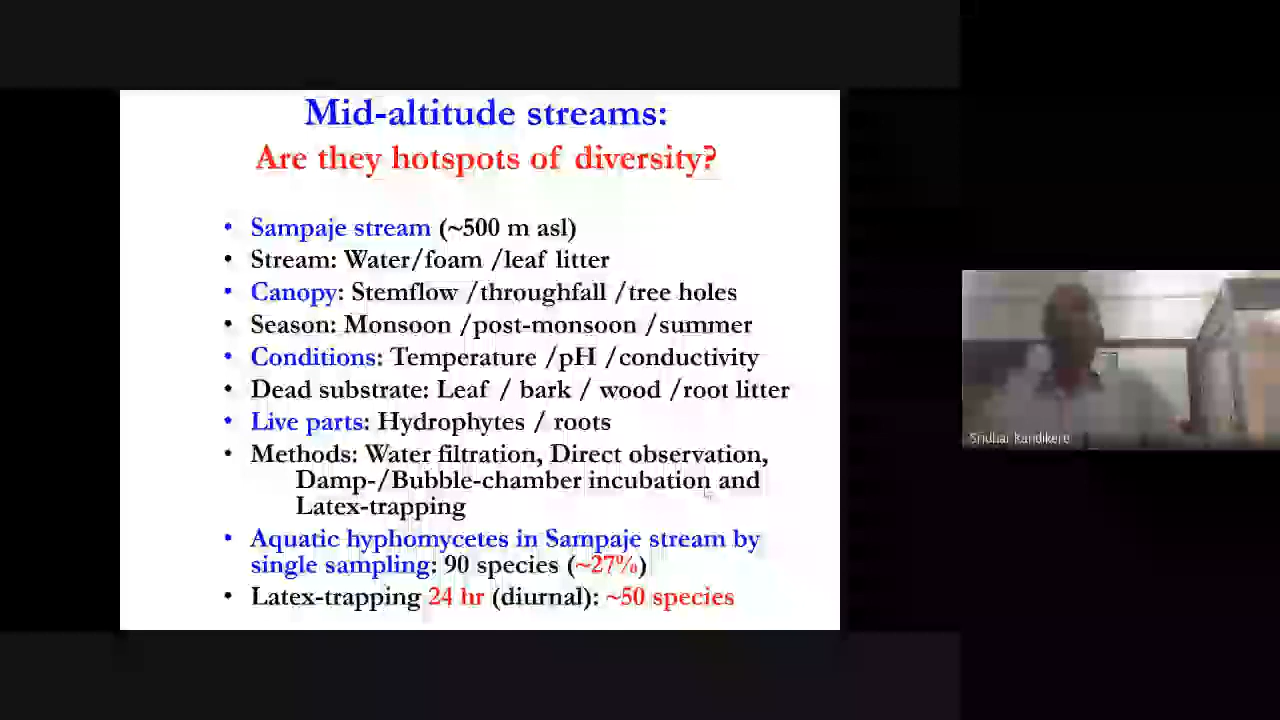 Mid-altitude streams:
Are they hotspots of diversity?
• Sampaje stream (~500 m asl)
• Stream: Water/foam /leaf litter
• Canopy: Stemflow /throughfall /tree holes
• Season: Monsoon /post-monsoon /summer
• Conditions: Temperature /pH /conductivity
• Dead substrate: Leaf / bark / wood /root litter
• Live parts: Hydrophytes / roots
• Methods: Water filtration, Direct observation,
Damp-/Bubble-chamber incubation and
Latex-trapping
• Aquatic hyphomycetes in Sampaje stream by
single sampling: 90 species (~27%)
• Latex-trapping 24 hr (diurnal): ~50 species
Sridhar Kandikere